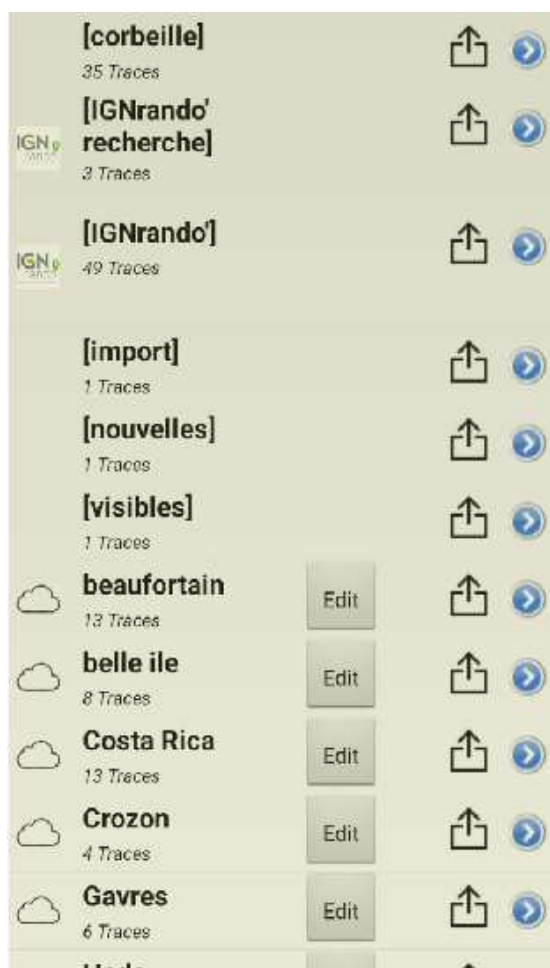 [corbeille]
35 Traces
[IGNrando'
recherche]
3 Traces
IGN
rando
[IGNrando']
49 Traces
IGN
rando
[import]
1 Traces
[nouvelles]
1 Traces
[visibles]
1 Traces
beaufortain
13 Traces
Edit
belle ile
8 Traces
Edit
Costa Rica
13 Traces
Edit
Crozon
4 Traces
Edit
Gavres
6 Traces
Edit